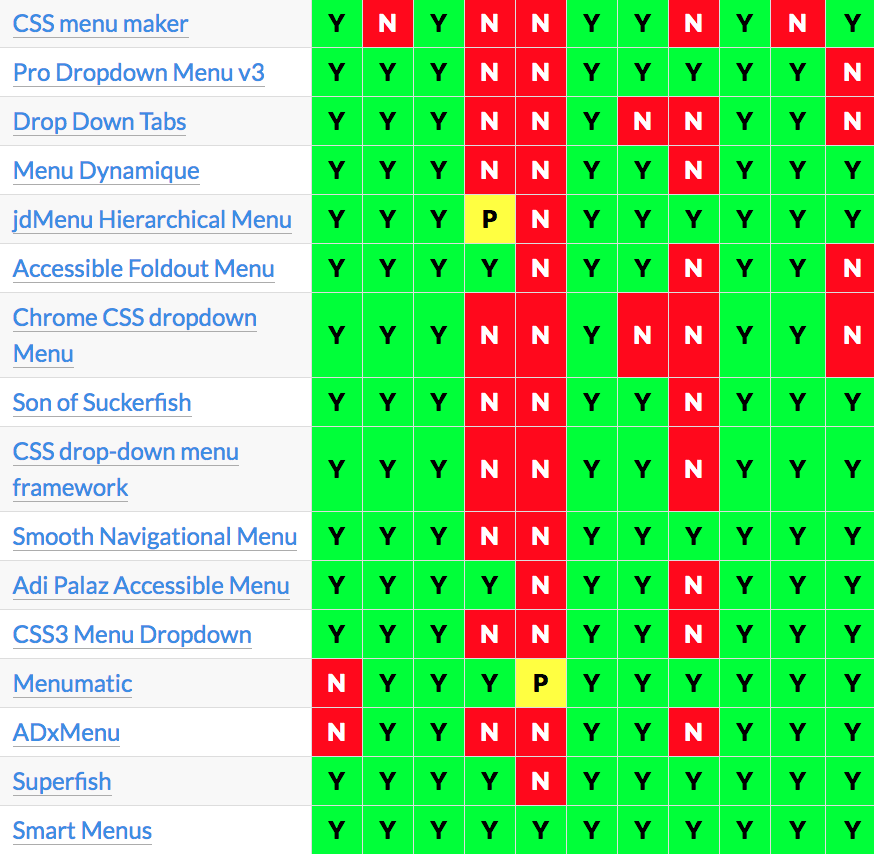 CSS menu maker Y N Y N N Y Y N Y N Y
Pro Dropdown Menu v3 Y Y Y N N Y Y Y Y Y N
Drop Down Tabs Y Y Y N N Y N N Y Y N
Menu Dynamique Y Y Y N N Y Y N Y Y Y
jdMenu Hierarchical Menu Y Y Y P N Y Y Y Y Y Y
Accessible Foldout Menu Y Y Y Y N Y Y N Y Y N
Chrome CSS dropdown
Menu Y Y Y N N Y N N Y Y N
Son of Suckerfish Y Y Y N N Y Y N Y Y Y
CSS drop-down menu
framework Y Y Y N N Y Y N Y Y Y
Smooth Navigational Menu Y Y Y N N Y Y Y Y Y Y
Adi Palaz Accessible Menu Y Y Y Y N Y Y N Y Y Y
CSS3 Menu Dropdown Y Y Y N N Y Y N Y Y Y
Menumatic N Y Y Y P Y Y Y Y Y Y
ADxMenu N Y Y N N Y Y N Y Y Y
Superfish Y Y Y Y N Y Y Y Y Y Y
Smart Menus Y Y Y Y Y Y Y Y Y Y Y